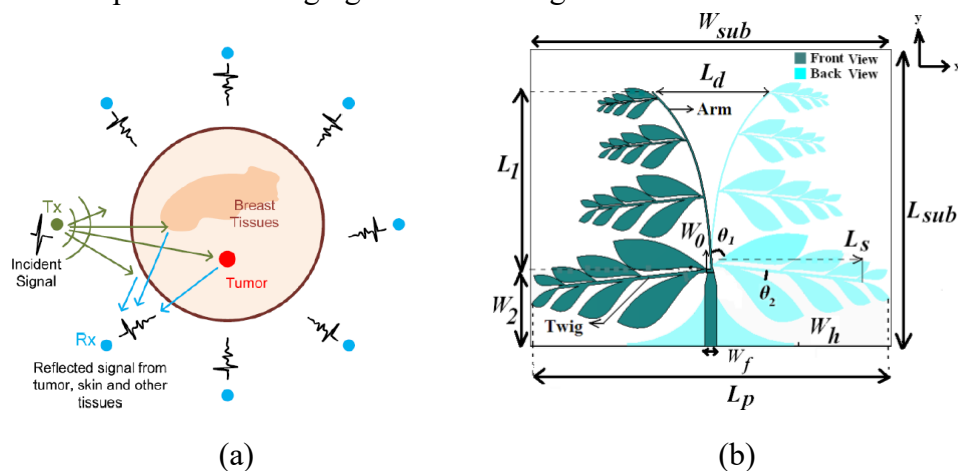 Tx
Incident
Signal
Breast
Tissues
Tumor
Rx
Reflected signal from
tumor, skin and other
tissues
(a)
W_sub
y
x
Front View
Back View
L_d
Arm
L_1
W_0
θ_1
L_s
L_sub
θ_2
W_2
Twig
W_h
W_f
L_p
(b)